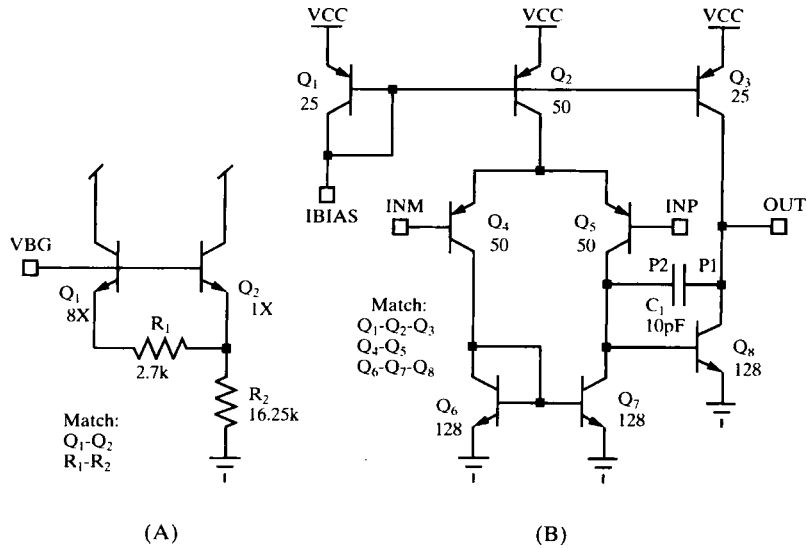 VCC
VCC
VCC
Q1
25
Q2
50
Q3
25
IBIAS
INM
Q4
50
Q5
50
INP
OUT
VBG
Q1
8X
Q2
1X
R1
2.7k
R2
16.25k
Match:
Q1-Q2
R1-R2
P2
P1
C1
10pF
Match:
Q1-Q2-Q3
Q4-Q5
Q6-Q7-Q8
Q6
128
Q7
128
Q8
128
(A)
(B)